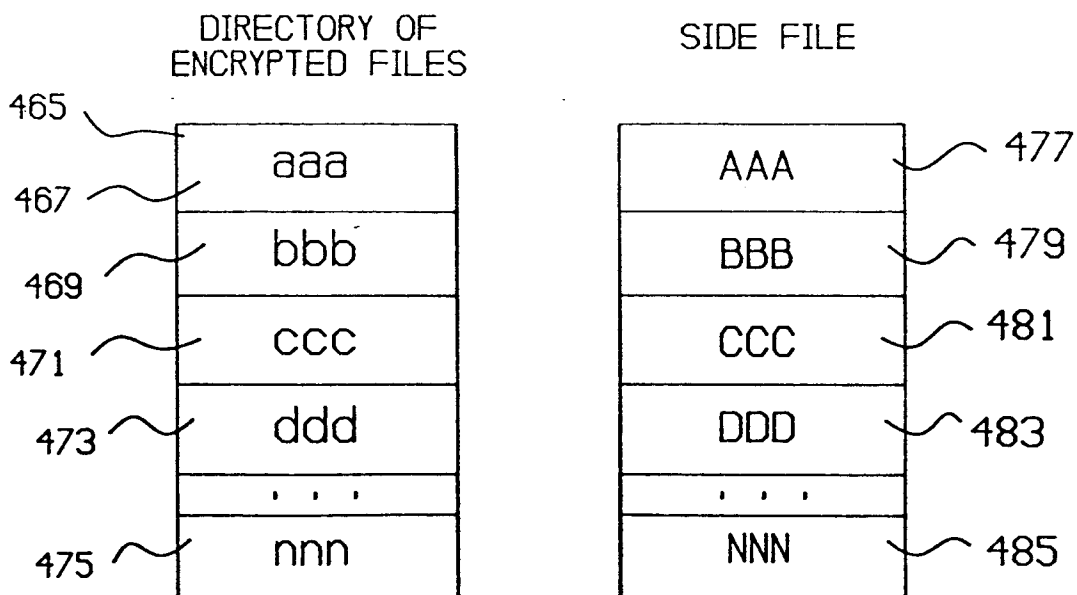 DIRECTORY OF
ENCRYPTED FILES
SIDE FILE
465
aaa
467
AAA
477
bbb
469
BBB
479
ccc
471
CCC
481
ddd
473
DDD
483
. . .
. . .
nnn
475
NNN
485